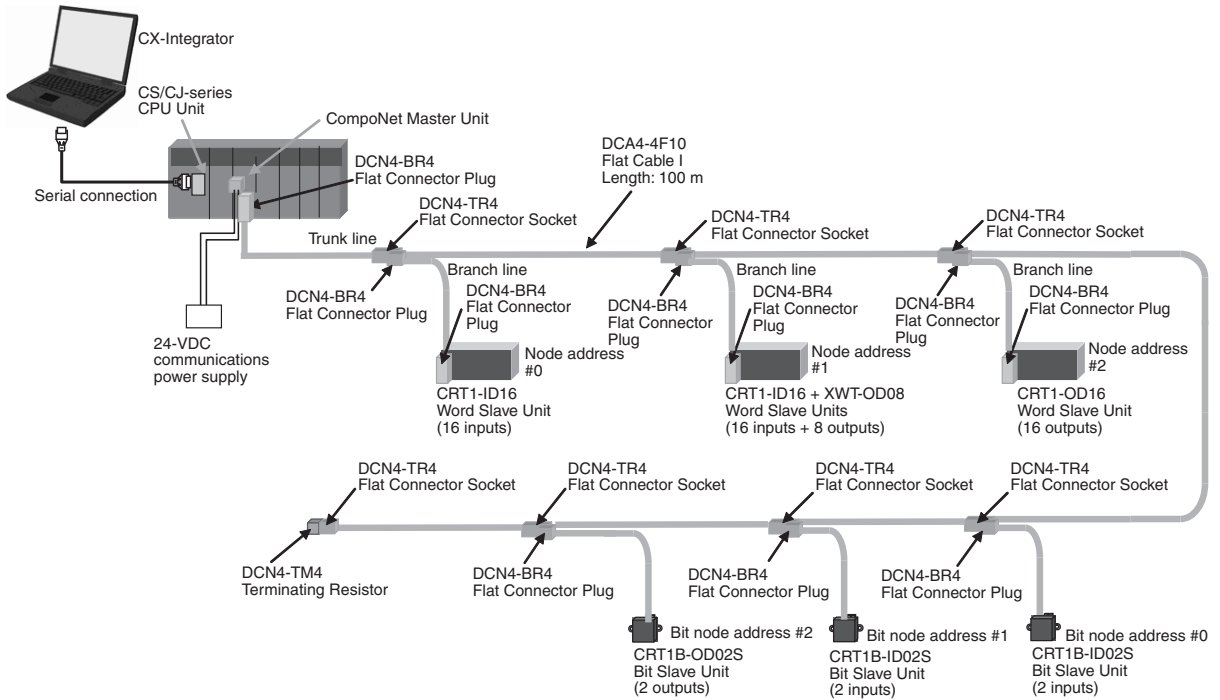 CX-Integrator
CS/CJ-series
CPU Unit
CompoNet Master Unit
DCN4-BR4
Flat Connector Plug
Serial connection
24-VDC
communications
power supply
Trunk line
DCN4-TR4
Flat Connector Socket
DCA4-4F10
Flat Cable I
Length: 100 m
DCN4-TR4
Flat Connector Socket
DCN4-TR4
Flat Connector Socket
DCN4-BR4
Flat Connector Plug
Branch line
DCN4-BR4
Flat Connector
Plug
Node address
#0
CRT1-ID16
Word Slave Unit
(16 inputs)
DCN4-BR4
Flat Connector
Plug
Branch line
DCN4-BR4
Flat Connector
Plug
Node address
#1
CRT1-ID16 + XWT-OD08
Word Slave Units
(16 inputs + 8 outputs)
DCN4-BR4
Flat Connector
Plug
Branch line
DCN4-BR4
Flat Connector
Plug
Node address
#2
CRT1-OD16
Word Slave Unit
(16 outputs)
DCN4-TR4
Flat Connector Socket
DCN4-TR4
Flat Connector Socket
DCN4-TR4
Flat Connector Socket
DCN4-TR4
Flat Connector Socket
DCN4-TM4
Terminating Resistor
DCN4-BR4
Flat Connector Plug
DCN4-BR4
Flat Connector Plug
DCN4-BR4
Flat Connector Plug
Bit node address #2
CRT1B-OD02S
Bit Slave Unit
(2 outputs)
Bit node address #1
CRT1B-ID02S
Bit Slave Unit
(2 inputs)
Bit node address #0
CRT1B-ID02S
Bit Slave Unit
(2 inputs)